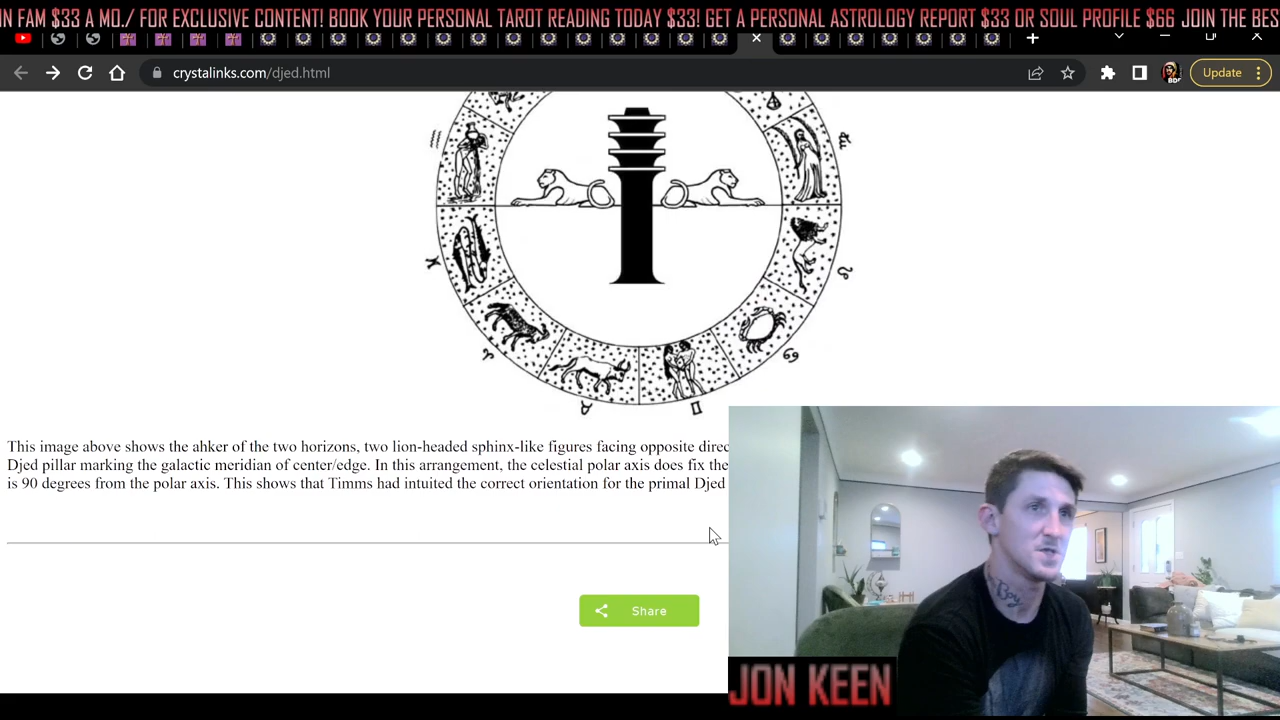 IN FAM $33 A MO./ FOR EXCLUSIVE CONTENT! BOOK YOUR PERSONAL TAROT READING TODAY $33! GET A PERSONAL ASTROLOGY REPORT $33 OR SOUL PROFILE $66 JOIN THE BES
crystalinks.com/djed.html
Update
♏
♓
♌
♈
♋
♉
♊
This image above shows the ahker of the two horizons, two lion-headed sphinx-like figures facing opposite direc
Djed pillar marking the galactic meridian of center/edge. In this arrangement, the celestial polar axis does fix the
is 90 degrees from the polar axis. This shows that Timms had intuited the correct orientation for the primal Djed
Share
Boy
JON KEEN